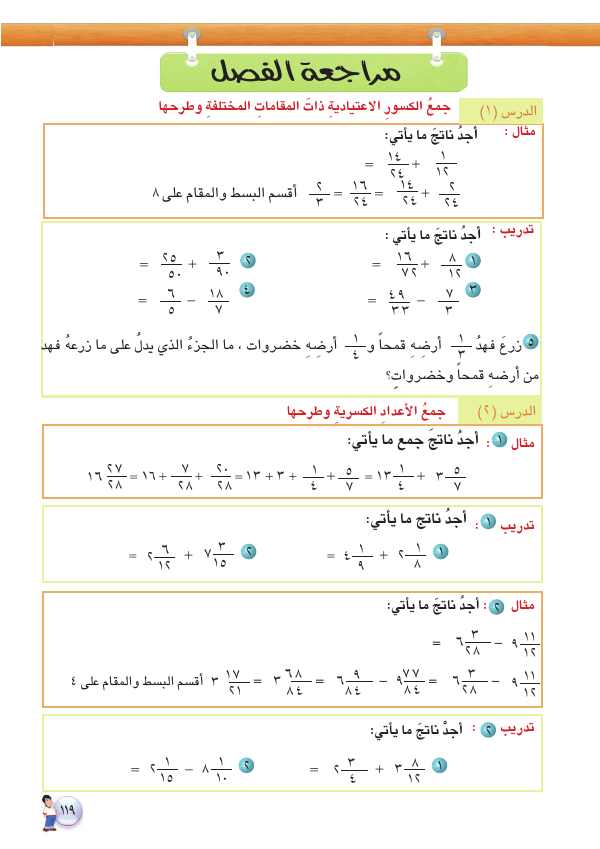 مراجعة الفصل
الدرس (١) جمعُ الكسورِ الاعتياديةِ ذاتَ المقاماتِ المختلفةِ وطرحها
مثال : أجدُ ناتجَ ما يأتي:
١/١٢ + ١٤/٢٤ =
٢/٢٤ + ١٤/٢٤ = ١٦/٢٤ = ٢/٣ أقسم البسط والمقام على ٨
تدريب : أجدُ ناتجَ ما يأتي :
١ ٨/١٢ + ١٦/٧٢ = ٢ ٣/٩٠ + ٢٥/٥٠ =
٣ ٧/٣ − ٤٩/٣٣ = ٤ ١٨/٧ − ٦/٥ =
٥ زرعَ فهدُ ١/٣ أرضِهِ قمحاً و ١/٤ أرضِهِ خضروات ، ما الجزءُ الذي يدلُ على ما زرعهُ فهد
من أرضهِ قمحاً وخضرواتٍ؟
الدرس (٢) جمعُ الأعدادِ الكسريةِ وطرحها
مثال ١ : أجدُ ناتجَ جمع ما يأتي:
٣ ٥/٧ + ١٣ ١/٤ = ٥/٧ + ١/٤ + ٣ + ١٣ = ٢٠/٢٨ + ٧/٢٨ + ١٦ = ١٦ ٢٧/٢٨
تدريب ١ : أجدُ ناتجَ ما يأتي:
١ ٢ ١/٨ + ٤ ١/٩ = ٢ ٧ ٣/١٥ + ٢ ٦/١٢ =
مثال ٢ : أجدُ ناتجَ ما يأتي:
٩ ١١/١٢ − ٦ ٣/٢٨ =
٩ ١١/١٢ − ٦ ٣/٢٨ = ٩ ٧٧/٨٤ − ٦ ٩/٨٤ = ٣ ٦٨/٨٤ = ٣ ١٧/٢١ أقسم البسط والمقام على ٤
تدريب ٢ : أجدُ ناتجَ ما يأتي:
١ ٣ ٨/١٢ + ٢ ٣/٤ = ٢ ٨ ١/١٠ − ٢ ١/١٥ =
١١٩